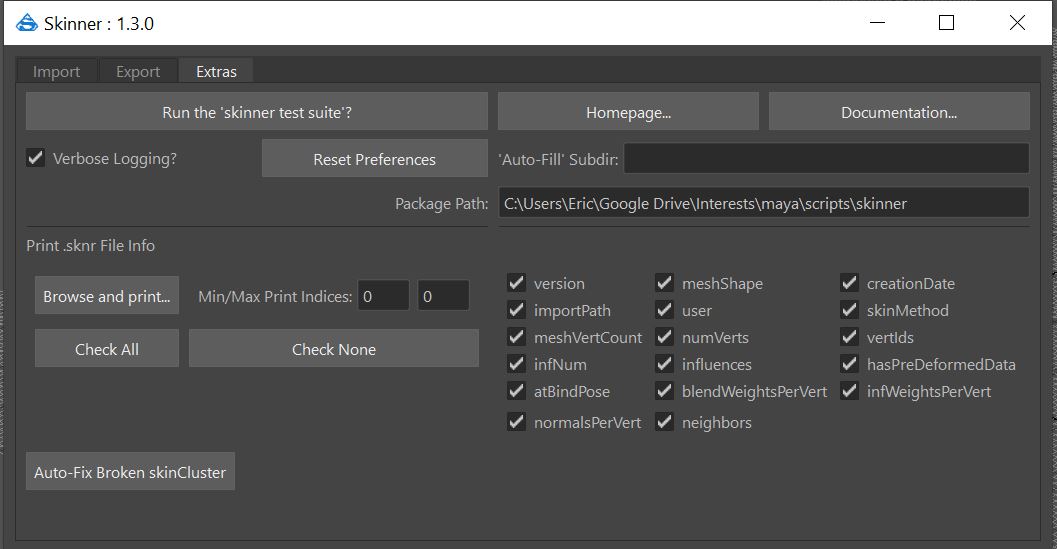 Skinner : 1.3.0
Import Export Extras
Run the 'skinner test suite'? Homepage... Documentation...
Verbose Logging? Reset Preferences 'Auto-Fill' Subdir:
Package Path: C:\Users\Eric\Google Drive\Interests\maya\scripts\skinner
Print .sknr File Info
Browse and print... Min/Max Print Indices: 0 0
Check All Check None
version meshShape creationDate
importPath user skinMethod
meshVertCount numVerts vertIds
infNum influences hasPreDeformedData
atBindPose blendWeightsPerVert infWeightsPerVert
normalsPerVert neighbors
Auto-Fix Broken skinCluster